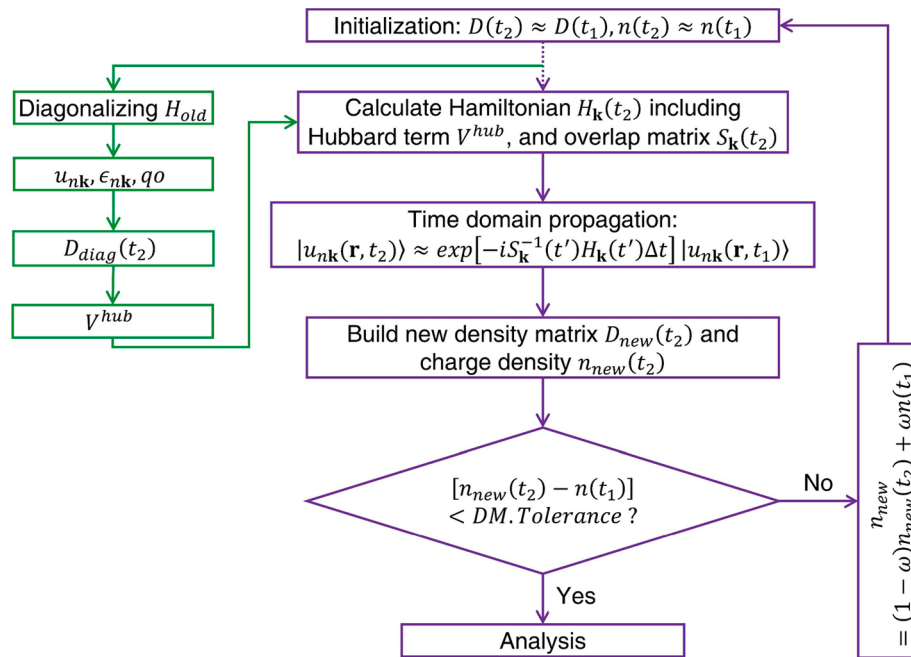 Initialization: D(t₂) ≈ D(t₁), n(t₂) ≈ n(t₁)
Diagonalizing H_old
u_n𝐤, ϵ_n𝐤, qo
D_diag(t₂)
V^hub
Calculate Hamiltonian H_𝐤(t₂) including
Hubbard term V^hub , and overlap matrix S_𝐤(t₂)
Time domain propagation:
|u_n𝐤(𝐫, t₂)⟩ ≈ exp[−iS_𝐤^−1(t′)H_𝐤(t′)Δt] |u_n𝐤(𝐫, t₁)⟩
Build new density matrix D_new(t₂) and
charge density n_new(t₂)
[n_new(t₂) − n(t₁)]
< DM.Tolerance ?
No
n_new
= (1 − ω)n_new(t₂) + ωn(t₁)
Yes
Analysis